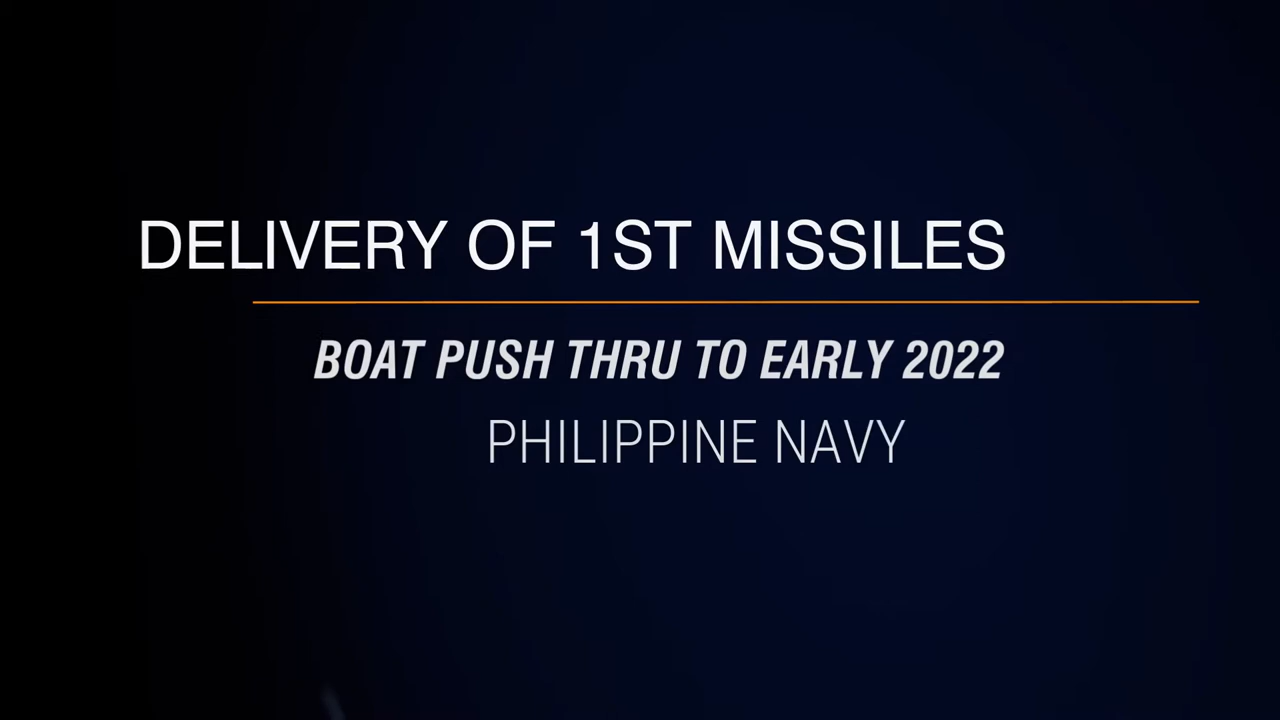 DELIVERY OF 1ST MISSILES
BOAT PUSH THRU TO EARLY 2022
PHILIPPINE NAVY